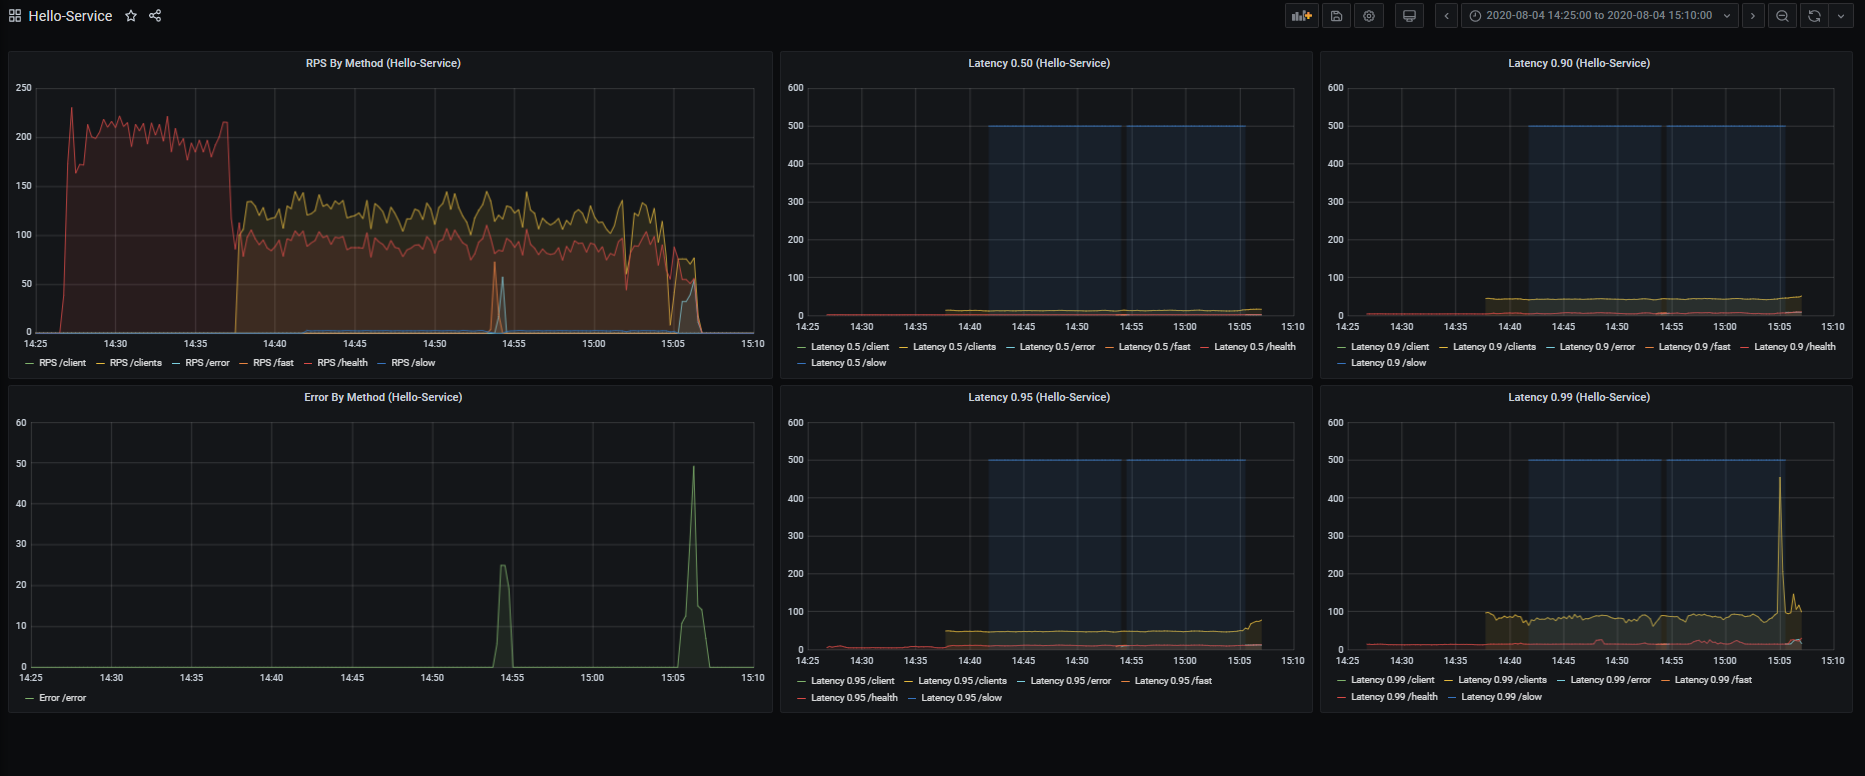 Hello-Service
2020-08-04 14:25:00 to 2020-08-04 15:10:00
RPS By Method (Hello-Service)
250
200
150
100
50
0
14:25 14:30 14:35 14:40 14:45 14:50 14:55 15:00 15:05 15:10
RPS /client RPS /clients RPS /error RPS /fast RPS /health RPS /slow
Latency 0.50 (Hello-Service)
600
500
400
300
200
100
0
14:25 14:30 14:35 14:40 14:45 14:50 14:55 15:00 15:05 15:10
Latency 0.5 /client Latency 0.5 /clients Latency 0.5 /error Latency 0.5 /fast Latency 0.5 /health
Latency 0.5 /slow
Latency 0.90 (Hello-Service)
600
500
400
300
200
100
0
14:25 14:30 14:35 14:40 14:45 14:50 14:55 15:00 15:05 15:10
Latency 0.9 /client Latency 0.9 /clients Latency 0.9 /error Latency 0.9 /fast Latency 0.9 /health
Latency 0.9 /slow
Error By Method (Hello-Service)
60
50
40
30
20
10
0
14:25 14:30 14:35 14:40 14:45 14:50 14:55 15:00 15:05 15:10
Error /error
Latency 0.95 (Hello-Service)
600
500
400
300
200
100
0
14:25 14:30 14:35 14:40 14:45 14:50 14:55 15:00 15:05 15:10
Latency 0.95 /client Latency 0.95 /clients Latency 0.95 /error Latency 0.95 /fast
Latency 0.95 /health Latency 0.95 /slow
Latency 0.99 (Hello-Service)
600
500
400
300
200
100
0
14:25 14:30 14:35 14:40 14:45 14:50 14:55 15:00 15:05 15:10
Latency 0.99 /client Latency 0.99 /clients Latency 0.99 /error Latency 0.99 /fast
Latency 0.99 /health Latency 0.99 /slow